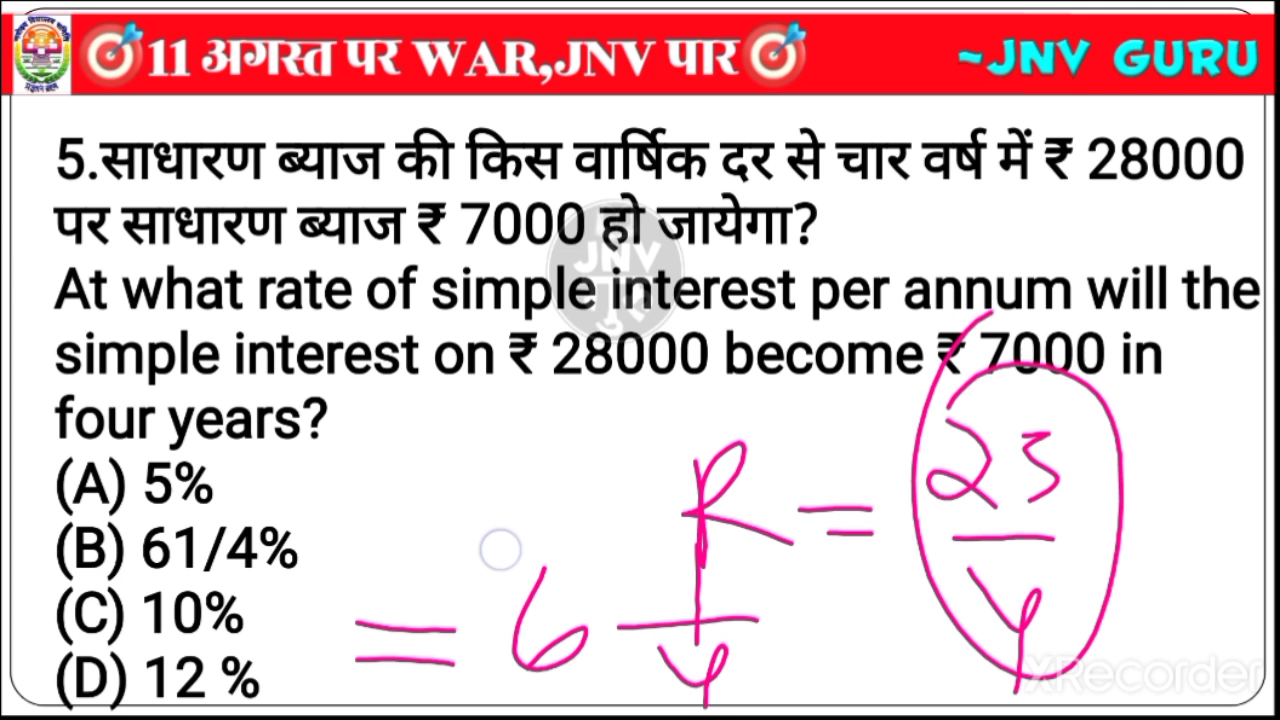 11 अगस्त पर WAR,JNV पार
~JNV GURU
5.साधारण ब्याज की किस वार्षिक दर से चार वर्ष में ₹ 28000
पर साधारण ब्याज ₹ 7000 हो जायेगा?
At what rate of simple interest per annum will the
simple interest on ₹ 28000 become ₹ 7000 in
four years?
(A) 5%
(B) 61/4%
(C) 10%
(D) 12 %
R = 25/4
= 6 1/4
JNV
XRecorder